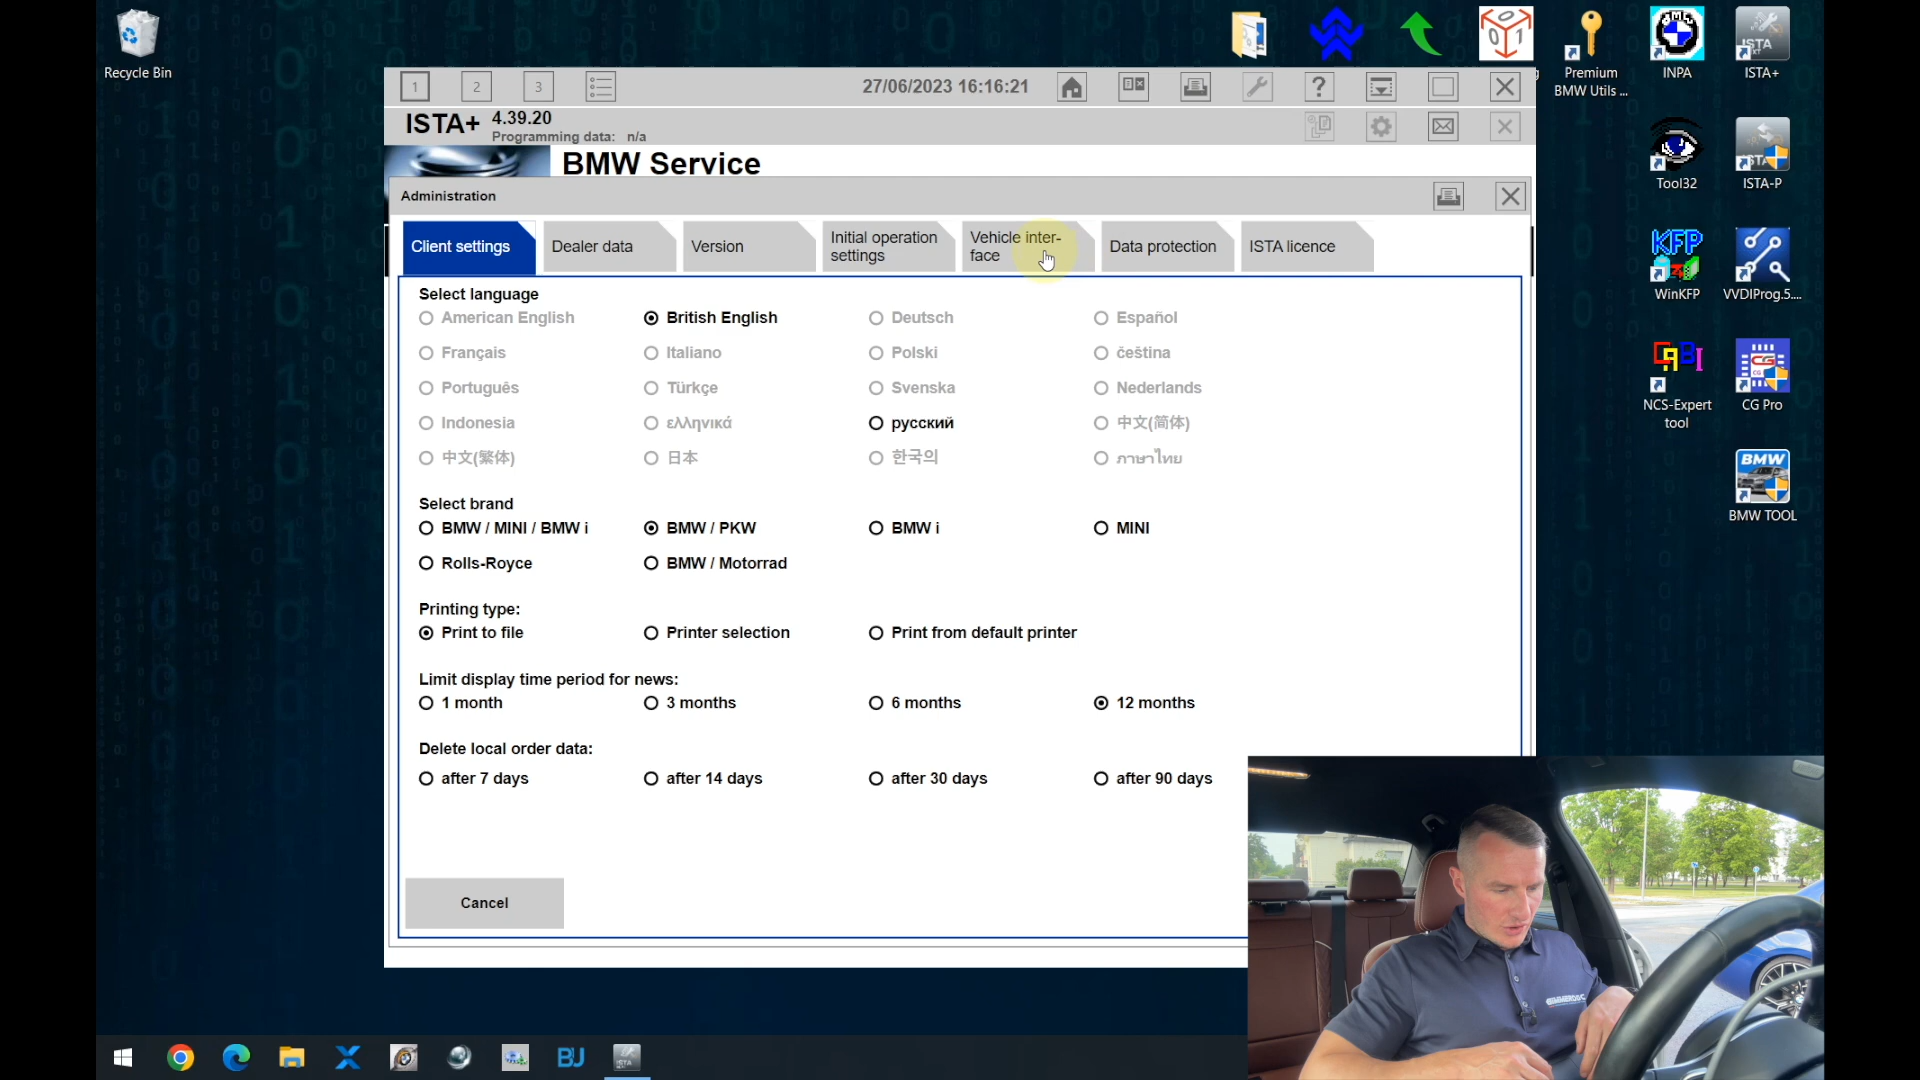 Recycle Bin
Premium
BMW Utils ...
INPA
ISTA+
1
2
3
27/06/2023 16:16:21
?
ISTA+
4.39.20
Programming data: n/a
BMW Service
Administration
Client settings
Dealer data
Version
Initial operation
settings
Vehicle inter-
face
Data protection
ISTA licence
Select language
American English
British English
Deutsch
Español
Français
Italiano
Polski
čeština
Português
Türkçe
Svenska
Nederlands
Indonesia
ελληνικά
русский
中文(简体)
中文(繁体)
日本
한국의
ภาษาไทย
Select brand
BMW / MINI / BMW i
BMW / PKW
BMW i
MINI
Rolls-Royce
BMW / Motorrad
Printing type:
Print to file
Printer selection
Print from default printer
Limit display time period for news:
1 month
3 months
6 months
12 months
Delete local order data:
after 7 days
after 14 days
after 30 days
after 90 days
Cancel
Tool32
ISTA-P
KFP
WinKFP
VVDIProg.5....
NCS-Expert
tool
CG
CG Pro
BMW
BMW TOOL
BJ